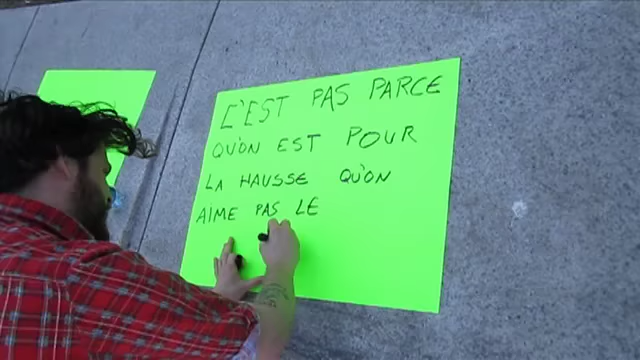 C'EST PAS PARCE
QU'ON EST POUR
LA HAUSSE QU'ON
AIME PAS LE